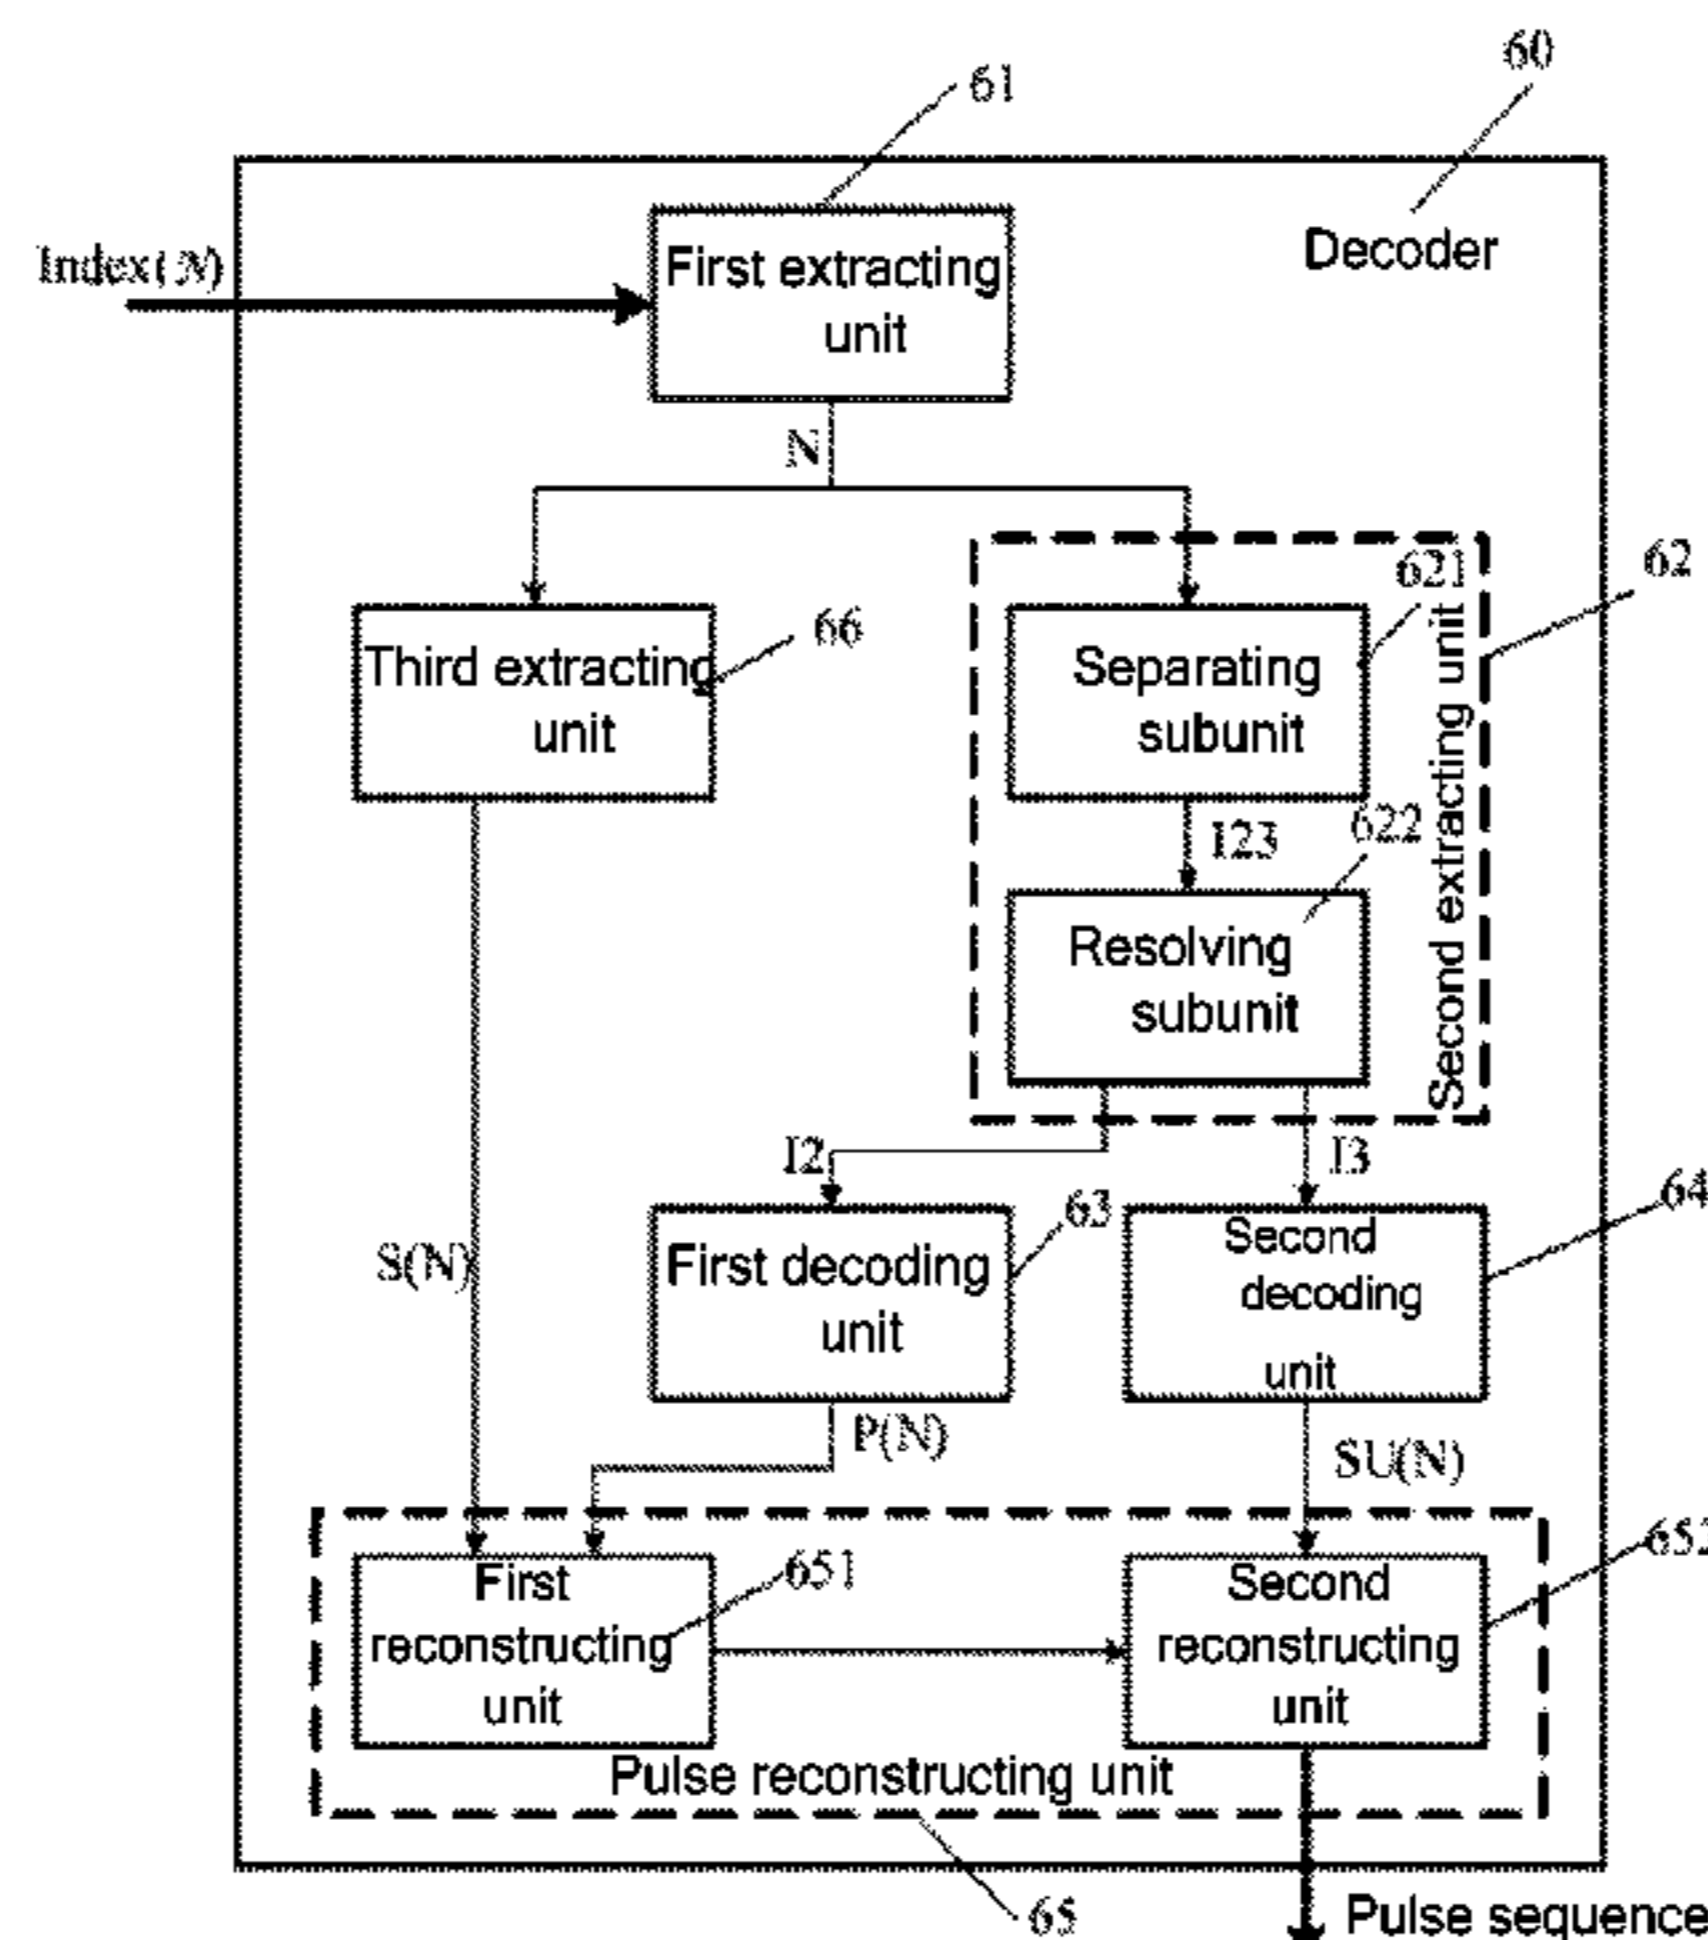 60
61
Decoder
Index(N)
First extracting
unit
N
62
621
66
Third extracting
unit
Separating
subunit
Second extracting unit
I23
622
Resolving
subunit
I2
I3
63
64
S(N)
First decoding
unit
Second
decoding
unit
P(N)
SU(N)
652
651
First
reconstructing
unit
Second
reconstructing
unit
Pulse reconstructing unit
65
Pulse sequence